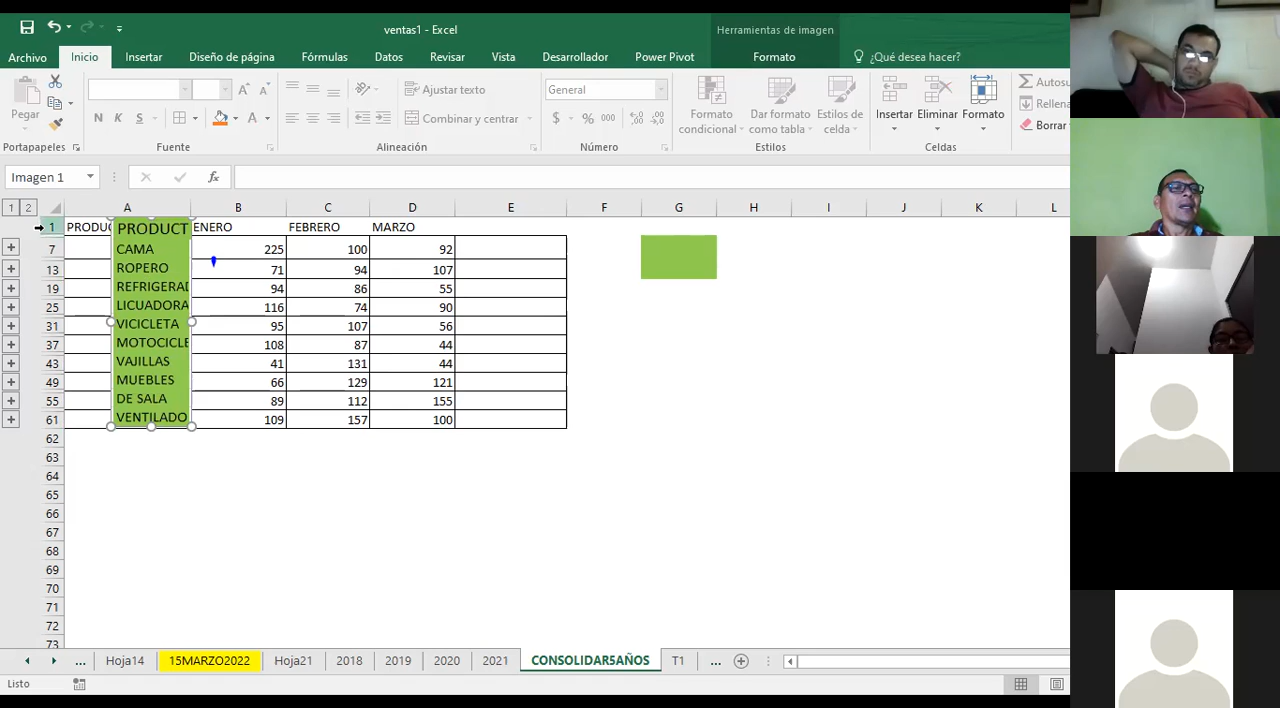 ventas1 - Excel
Herramientas de imagen
Archivo Inicio Insertar Diseño de página Fórmulas Datos Revisar Vista Desarrollador Power Pivot Formato ¿Qué desea hacer?
Pegar
N K S
A A
Ajustar texto
Combinar y centrar
General
$ % 000
Formato condicional
Dar formato como tabla
Estilos de celda
Insertar Eliminar Formato
Autosu
Rellena
Borrar
Portapapeles Fuente Alineación Número Estilos Celdas
Imagen 1
fx
1 2
A B C D E F G H I J K L
1 PRODUC PRODUCT ENERO FEBRERO MARZO
7 CAMA 225 100 92
13 ROPERO 71 94 107
19 REFRIGERAD 94 86 55
25 LICUADORA 116 74 90
31 VICICLETA 95 107 56
37 MOTOCICLE 108 87 44
43 VAJILLAS 41 131 44
49 MUEBLES 66 129 121
55 DE SALA 89 112 155
61 VENTILADO 109 157 100
62
63
64
65
66
67
68
69
70
71
72
73
... Hoja14 15MARZO2022 Hoja21 2018 2019 2020 2021 CONSOLIDAR5AÑOS T1 ...
Listo